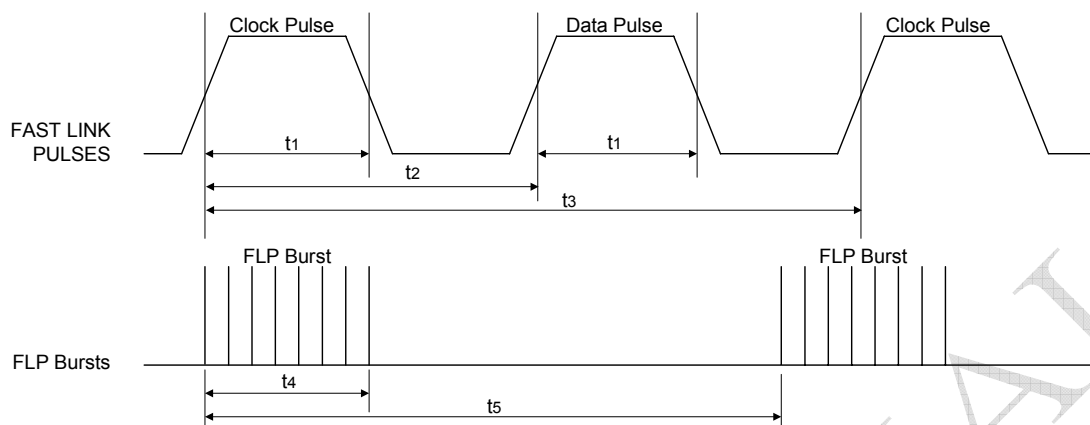 Clock Pulse
Data Pulse
Clock Pulse
FAST LINK
PULSES
t1
t1
t2
t3
FLP Burst
FLP Burst
FLP Bursts
t4
t5